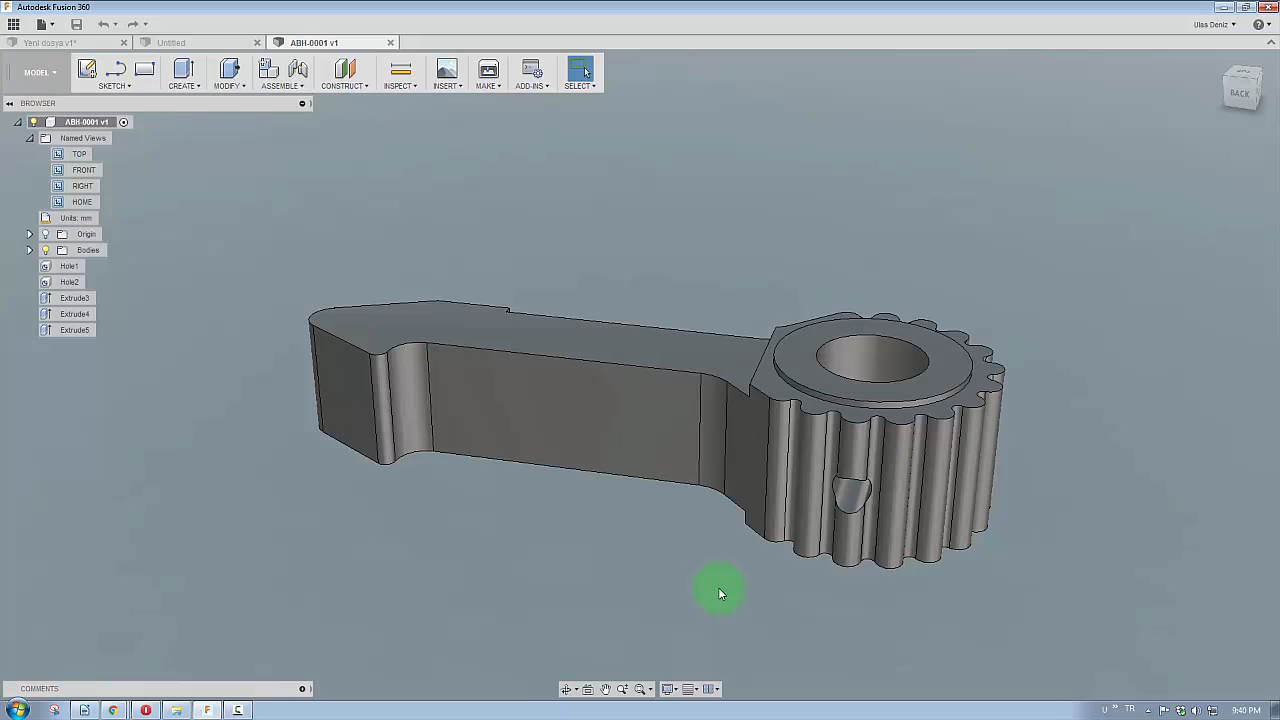 Autodesk Fusion 360
Ulas Deniz
Yeni dosya v1*
Untitled
ABH-0001 v1
MODEL
SKETCH
CREATE
MODIFY
ASSEMBLE
CONSTRUCT
INSPECT
INSERT
MAKE
ADD-INS
SELECT
BACK
BROWSER
ABH-0001 v1
Named Views
TOP
FRONT
RIGHT
HOME
Units: mm
Origin
Bodies
Hole1
Hole2
Extrude3
Extrude4
Extrude5
COMMENTS
TR
9:40 PM